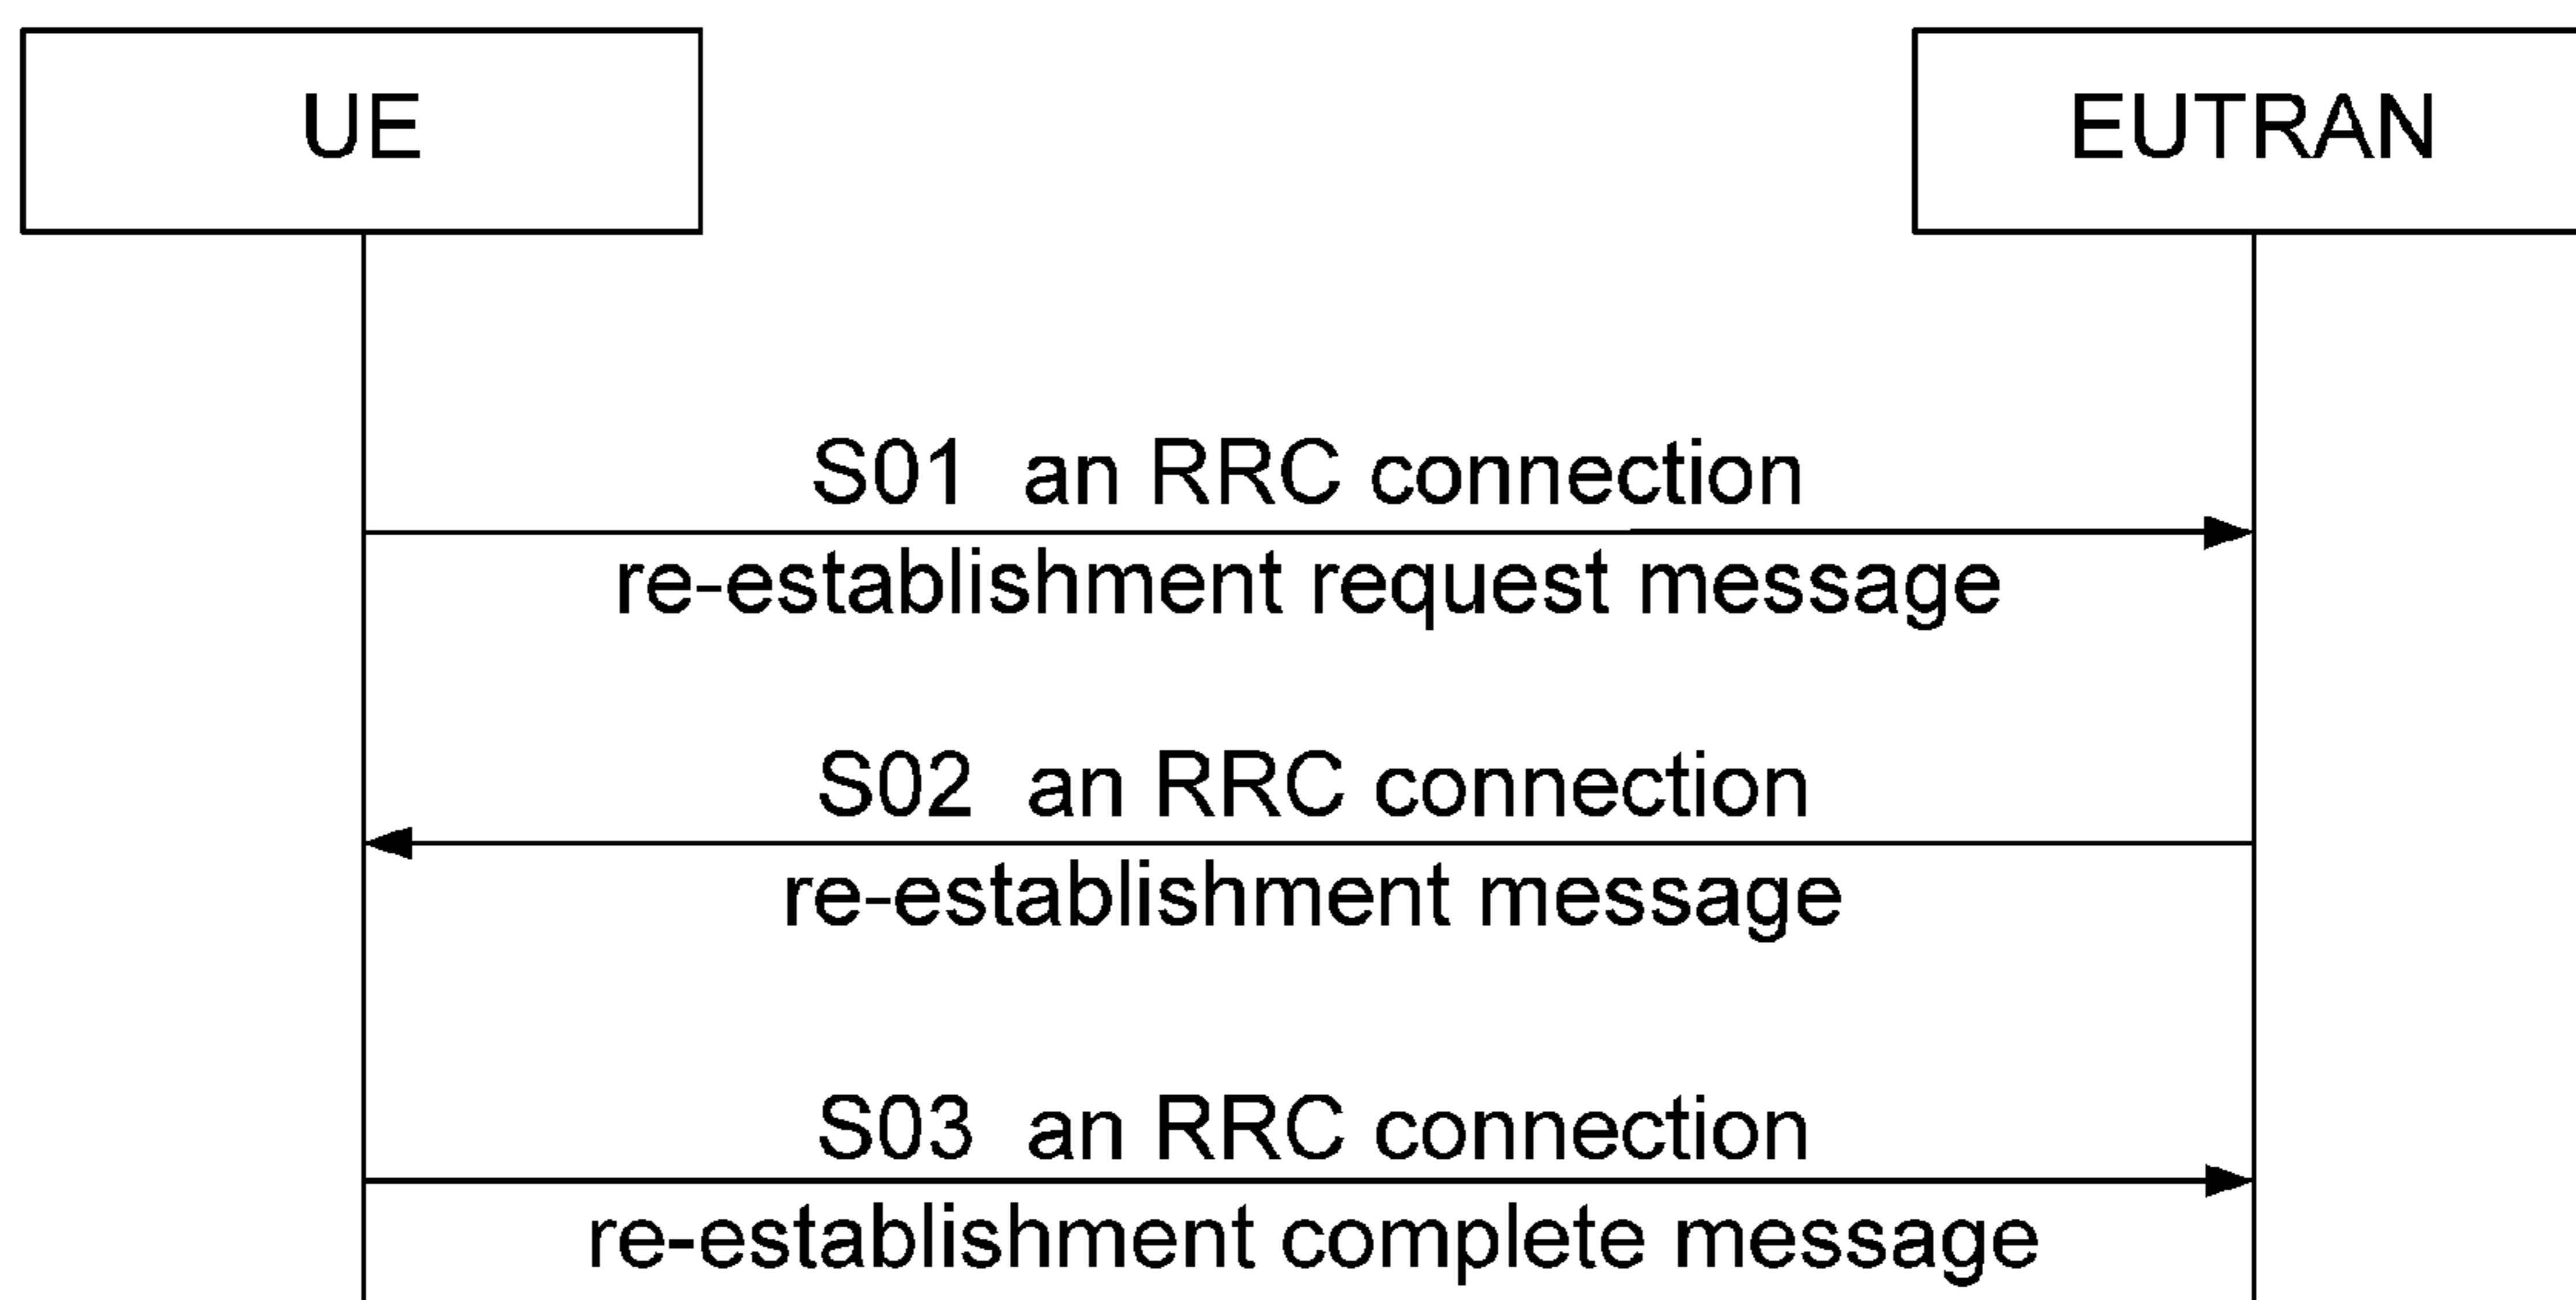 UE
EUTRAN
S01 an RRC connection
re-establishment request message
S02 an RRC connection
re-establishment message
S03 an RRC connection
re-establishment complete message